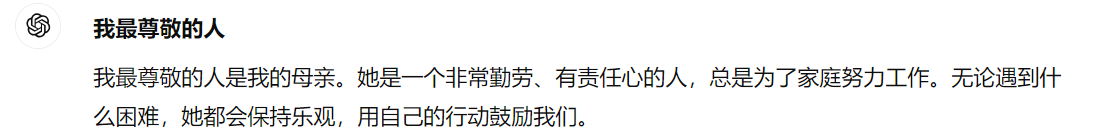 我最尊敬的人
我最尊敬的人是我的母亲。她是一个非常勤劳、有责任心的人，总是为了家庭努力工作。无论遇到什
么困难，她都会保持乐观，用自己的行动鼓励我们。